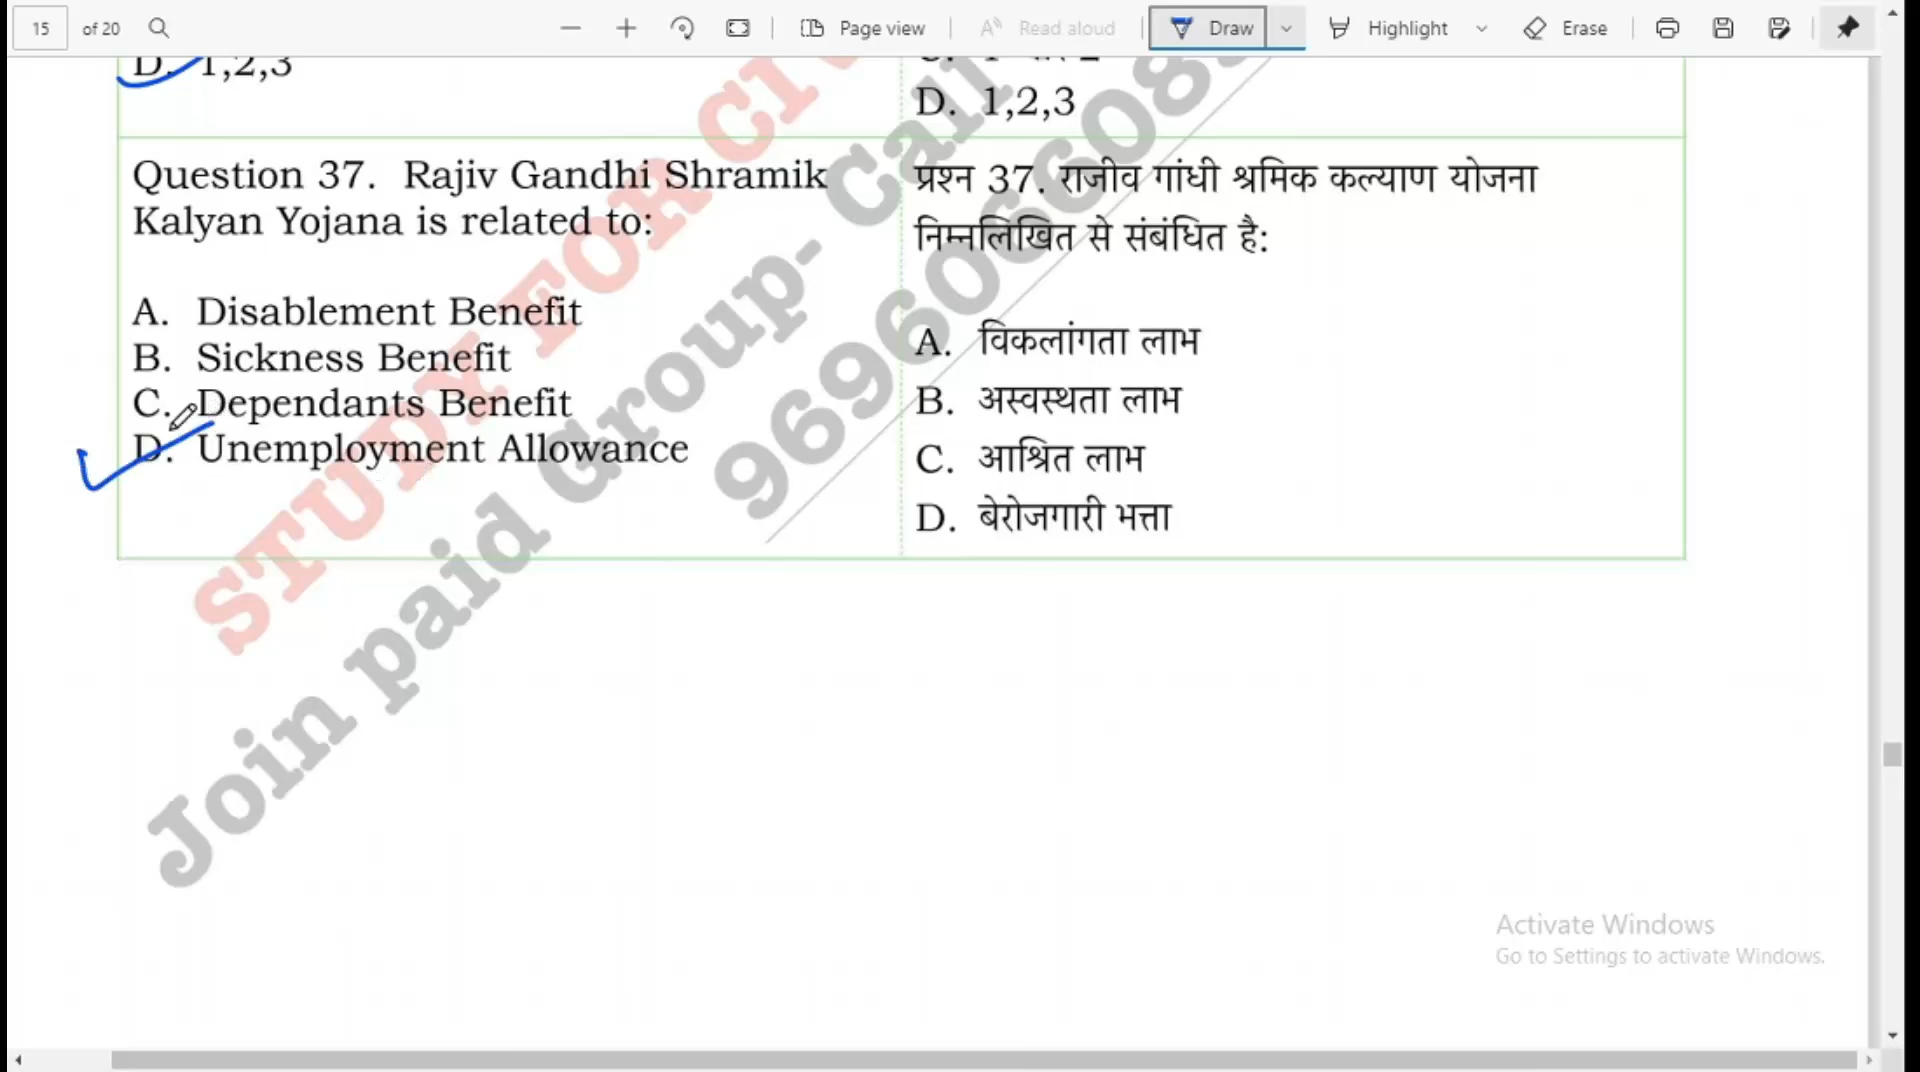 15 of 20 Page view Read aloud Draw Highlight Erase
D. 1,2,3
D. 1,2,3
Question 37. Rajiv Gandhi Shramik
Kalyan Yojana is related to:
A. Disablement Benefit
B. Sickness Benefit
C. Dependants Benefit
D. Unemployment Allowance
प्रश्न 37. राजीव गांधी श्रमिक कल्याण योजना
निम्नलिखित से संबंधित है:
A. विकलांगता लाभ
B. अस्वस्थता लाभ
C. आश्रित लाभ
D. बेरोजगारी भत्ता
STUDY FOR
Join paid Group- Call
Activate Windows
Go to Settings to activate Windows.